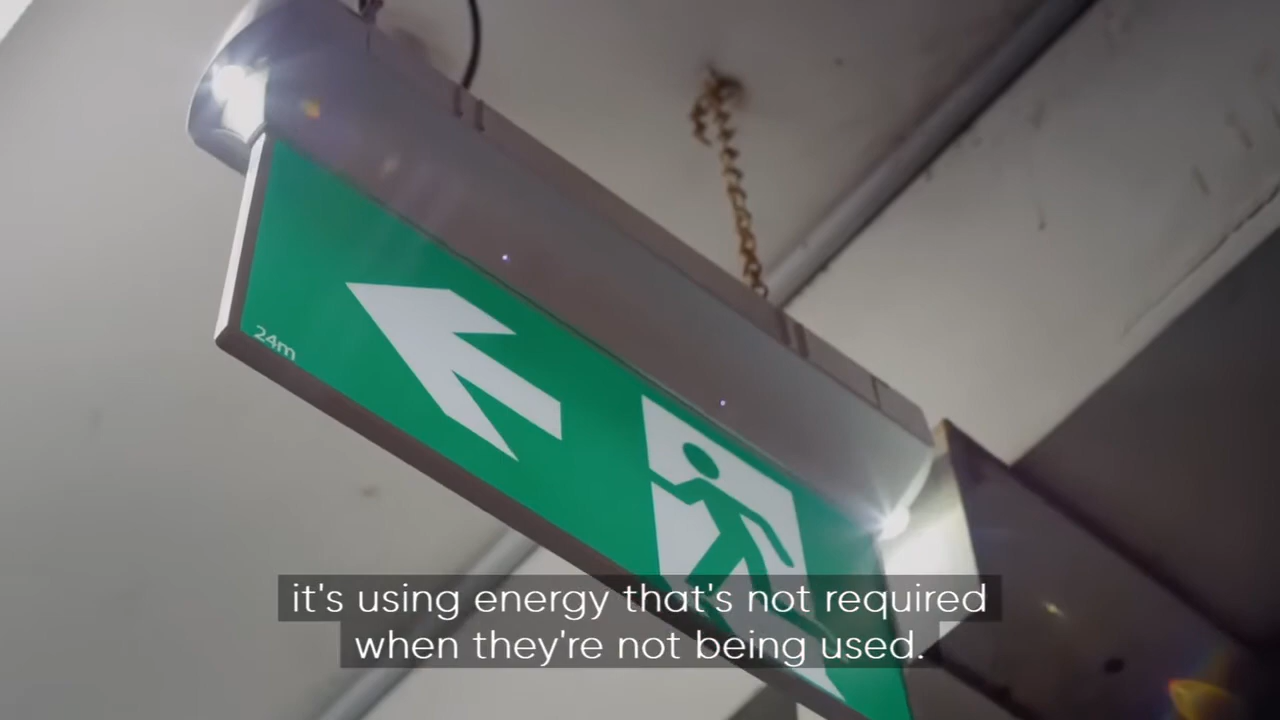 24m
it's using energy that's not required
when they're not being used.